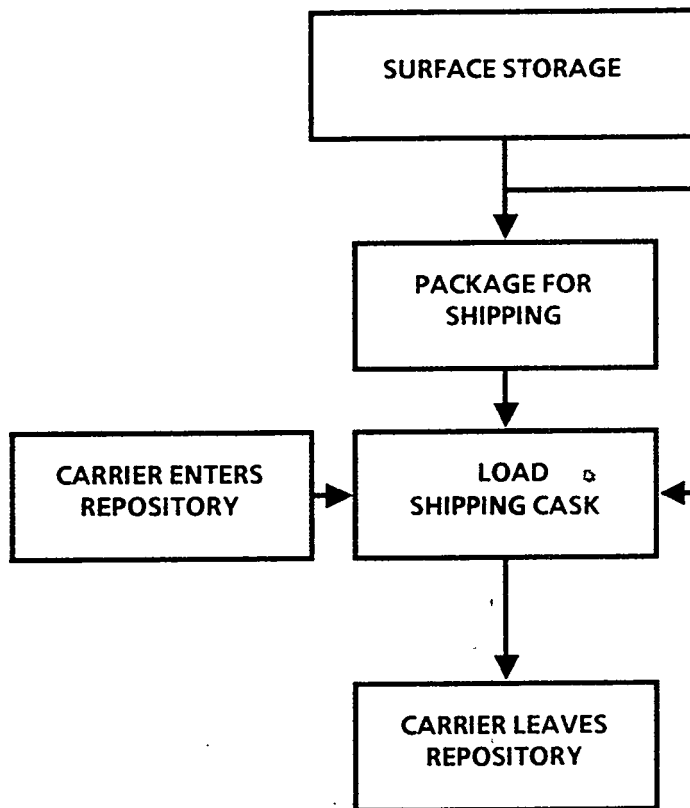 SURFACE STORAGE
PACKAGE FOR
SHIPPING
CARRIER ENTERS
REPOSITORY
LOAD
SHIPPING CASK
CARRIER LEAVES
REPOSITORY